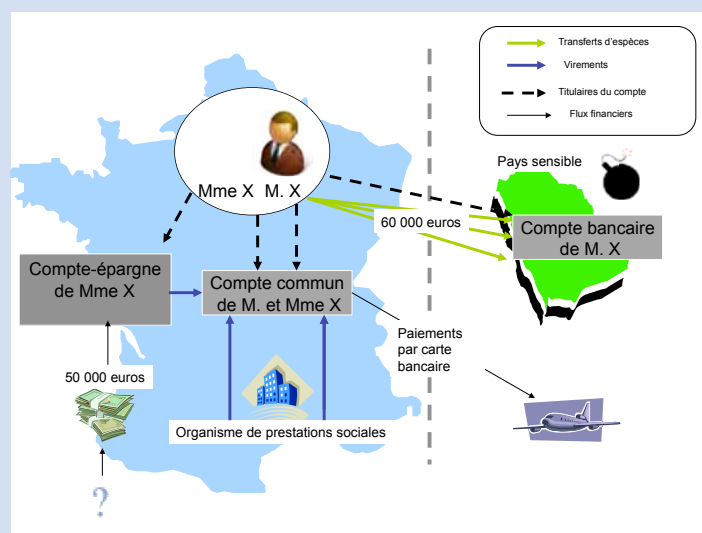 Transferts d'espèces
Virements
Titulaires du compte
Flux financiers
Pays sensible
Mme X M. X
60 000 euros
Compte bancaire
de M. X
Compte-épargne
de Mme X
Compte commun
de M. et Mme X
Paiements
par carte
bancaire
50 000 euros
Organisme de prestations sociales
?